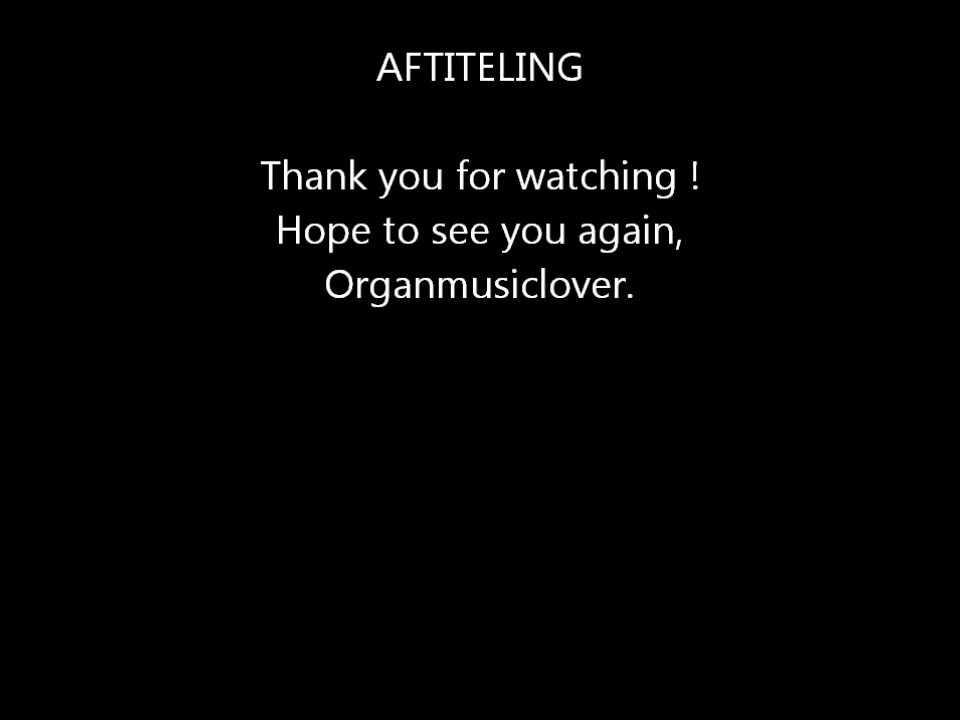 AFTITELING
Thank you for watching !
Hope to see you again,
Organmusiclover.